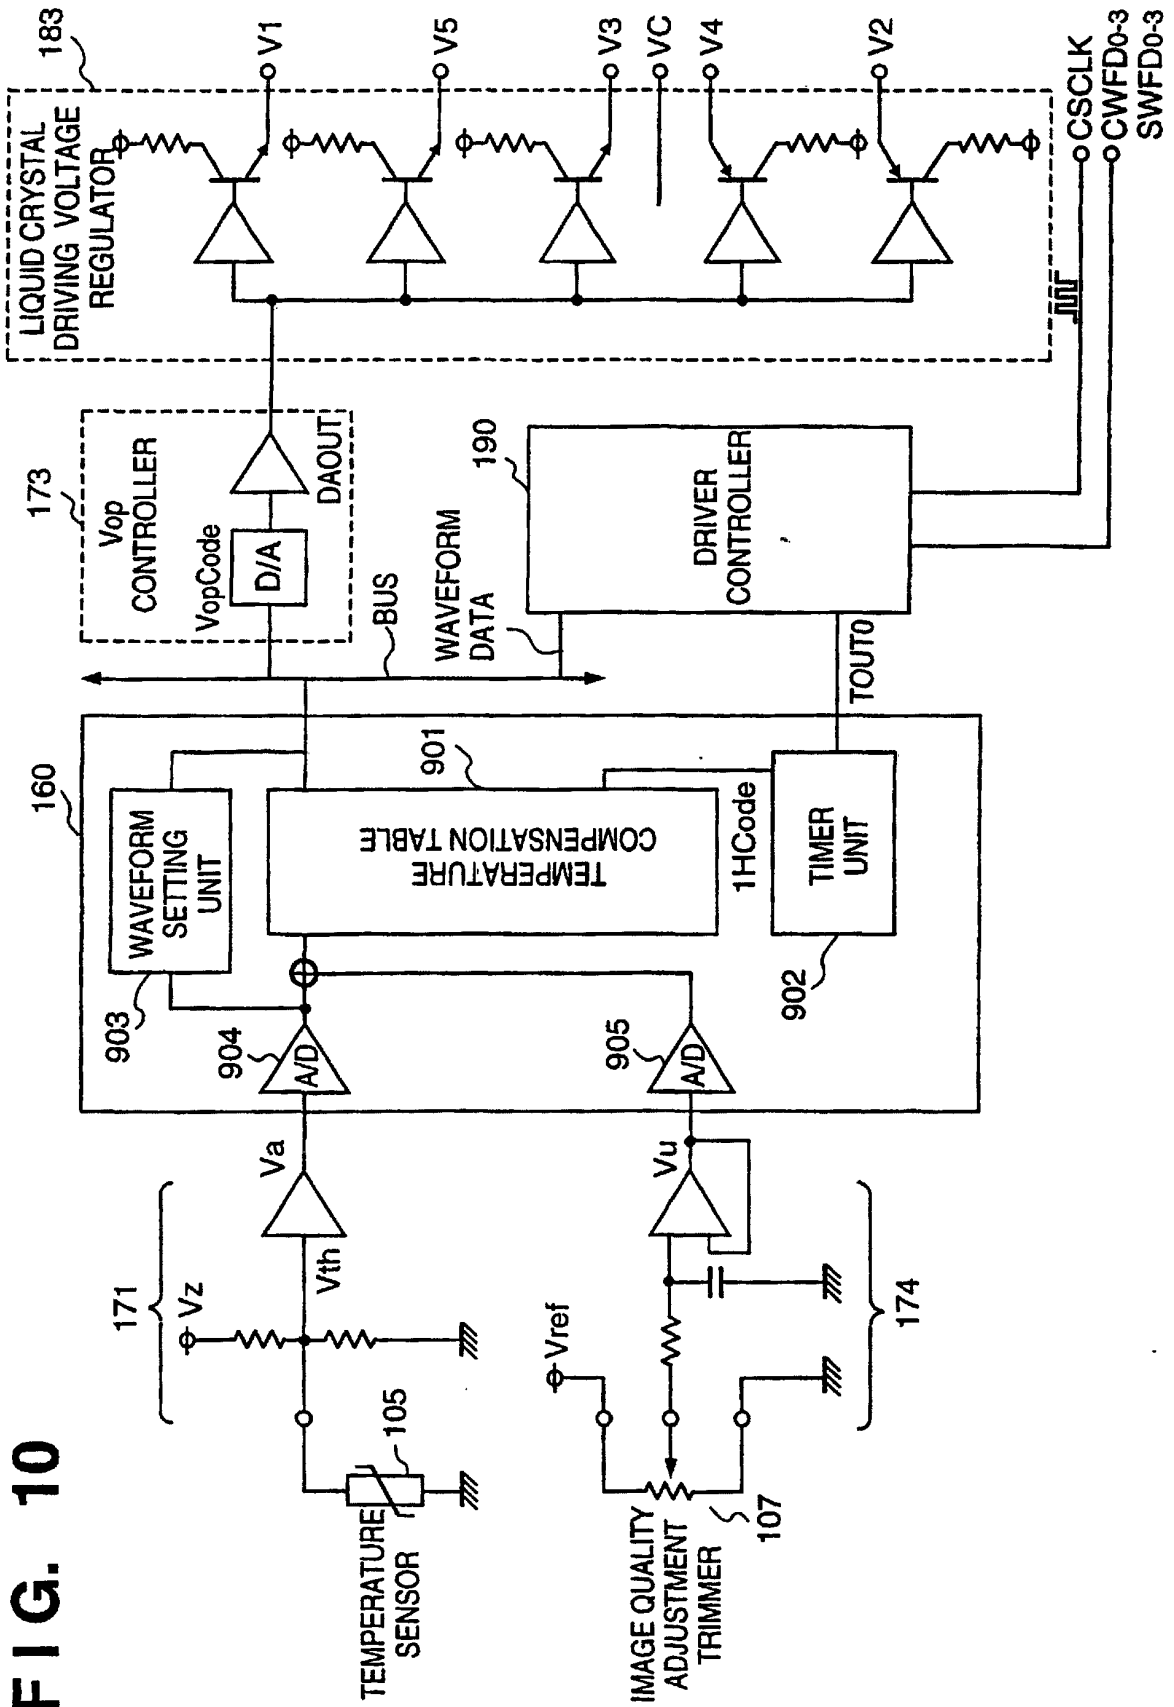 FIG. 10
TEMPERATURE
SENSOR
105
171
Vz
Vth
Va
IMAGE QUALITY
ADJUSTMENT
TRIMMER
107
Vref
Vu
174
160
903
WAVEFORM
SETTING
UNIT
904
A/D
905
A/D
TEMPERATURE
COMPENSATION TABLE
901
1HCode
902
TIMER
UNIT
TOUT0
BUS
WAVEFORM
DATA
173
Vop
CONTROLLER
VopCode
D/A
DAOUT
190
DRIVER
CONTROLLER
183
LIQUID CRYSTAL
DRIVING VOLTAGE
REGULATOR
V1
V5
V3
VC
V4
V2
CSCLK
CWFD0-3
SWFD0-3